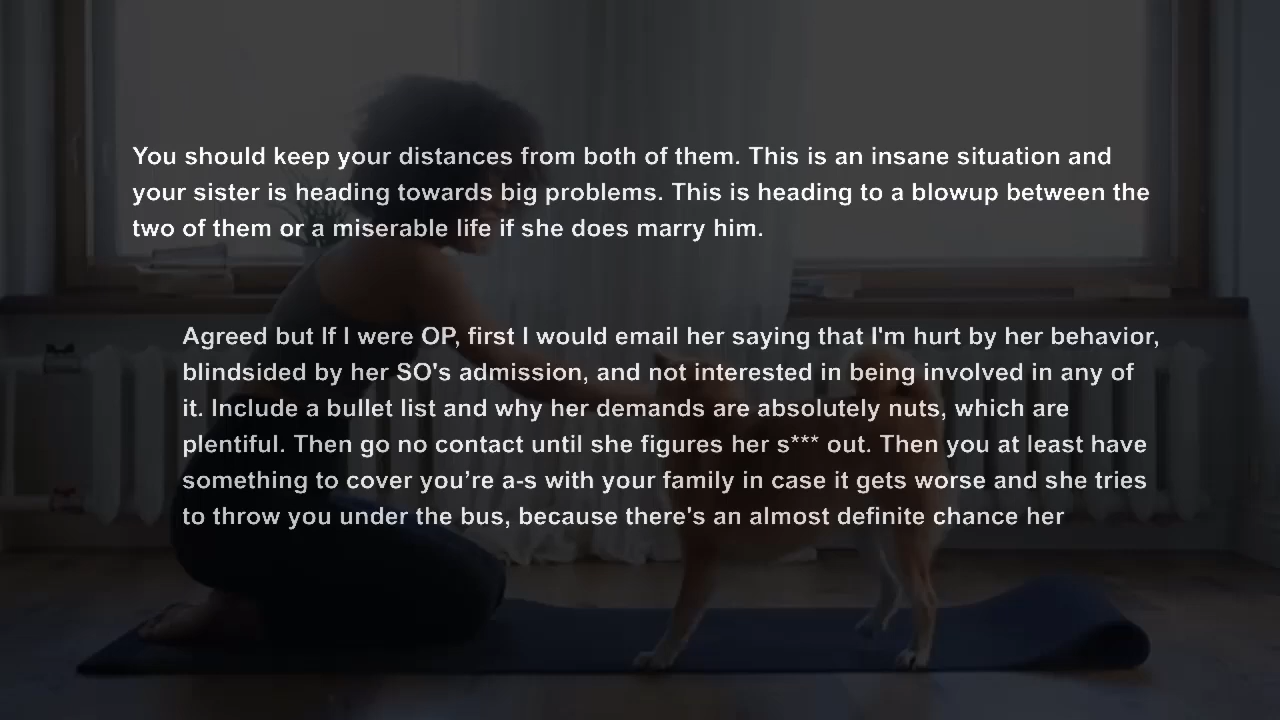 You should keep your distances from both of them. This is an insane situation and
your sister is heading towards big problems. This is heading to a blowup between the
two of them or a miserable life if she does marry him.
Agreed but If I were OP, first I would email her saying that I'm hurt by her behavior,
blindsided by her SO's admission, and not interested in being involved in any of
it. Include a bullet list and why her demands are absolutely nuts, which are
plentiful. Then go no contact until she figures her s*** out. Then you at least have
something to cover you’re a-s with your family in case it gets worse and she tries
to throw you under the bus, because there's an almost definite chance her